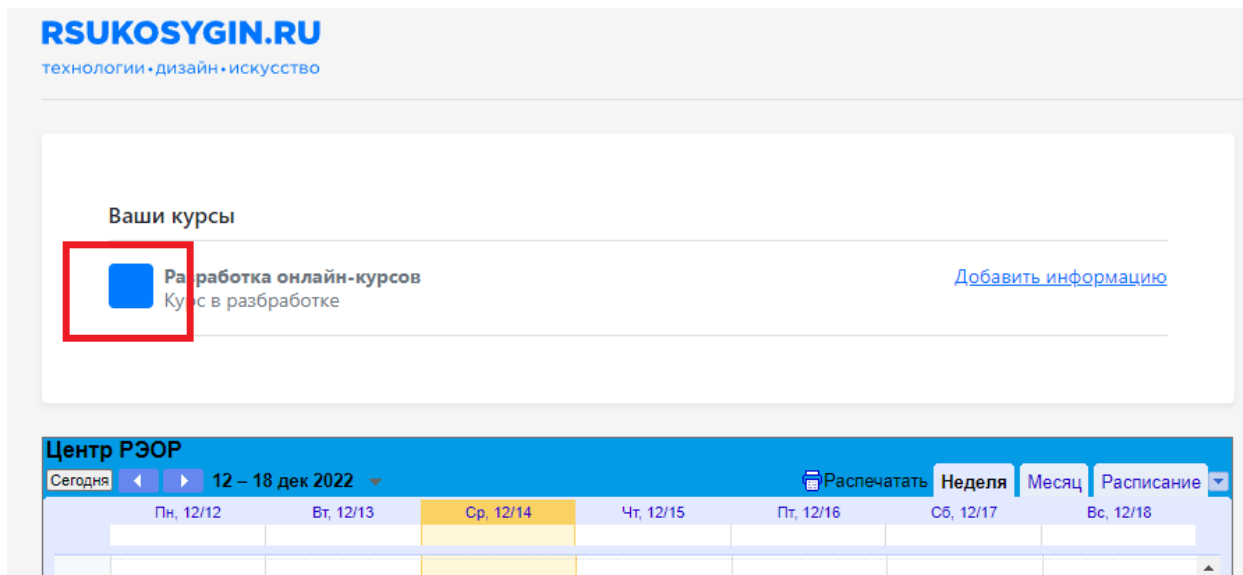 RSUKOSYGIN.RU
технологии•дизайн•искусство
Ваши курсы
Разработка онлайн-курсов
Добавить информацию
Курс в разбработке
Центр РЭОР
Сегодня 12 – 18 дек 2022 Распечатать Неделя Месяц Расписание
Пн, 12/12 Вт, 12/13 Ср, 12/14 Чт, 12/15 Пт, 12/16 Сб, 12/17 Вс, 12/18